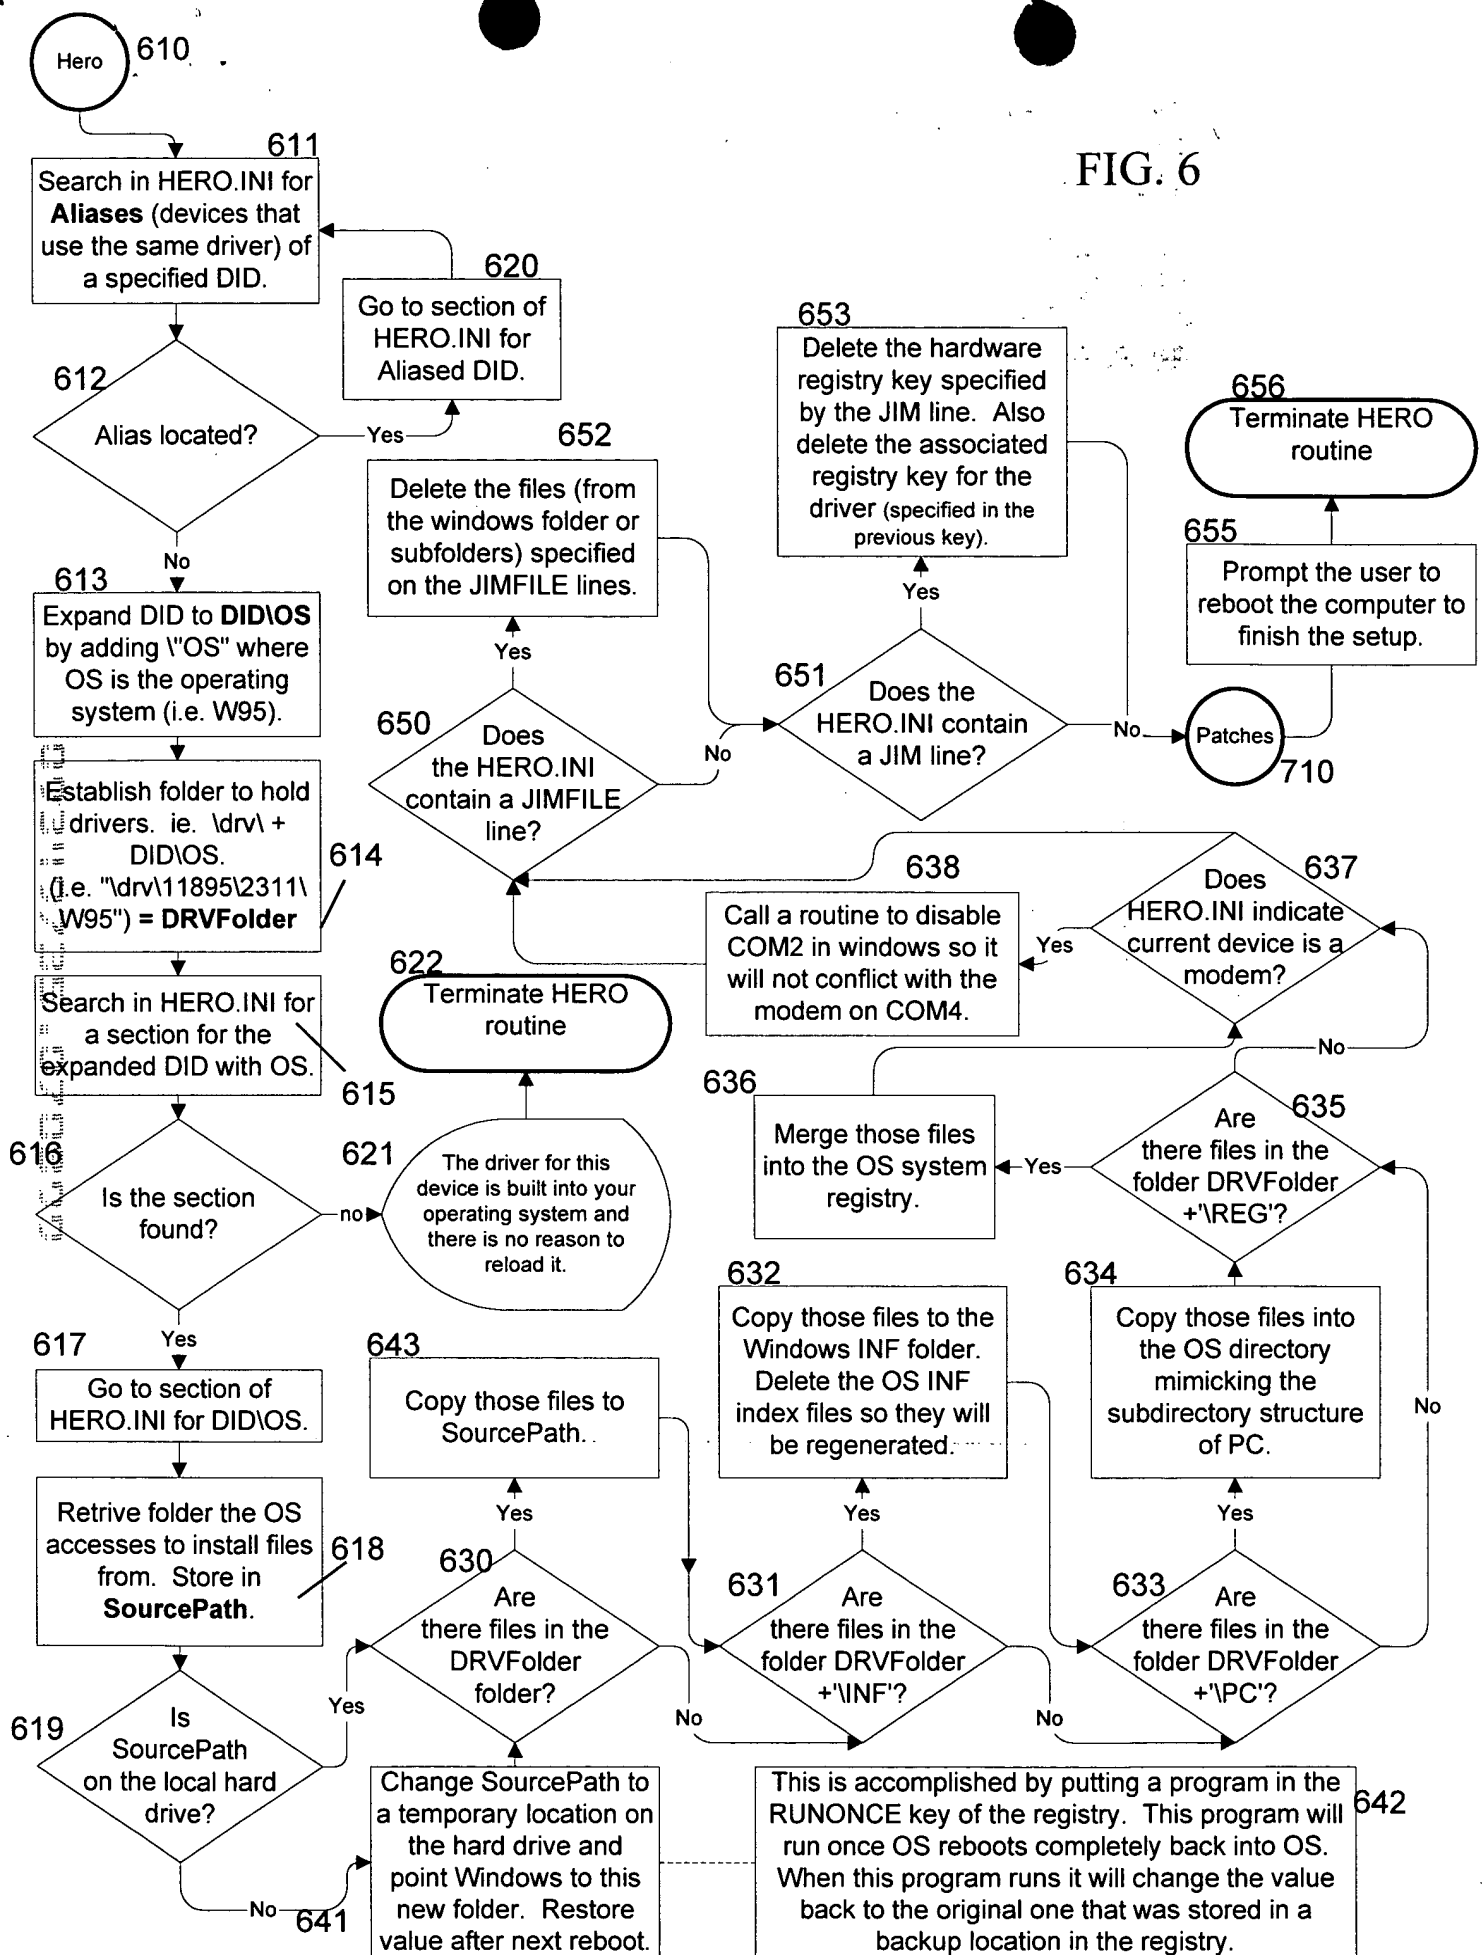 Hero
610
FIG. 6
611
Search in HERO.INI for
Aliases (devices that
use the same driver) of
a specified DID.
620
Go to section of
HERO.INI for
Aliased DID.
612
Alias located?
Yes
No
613
Expand DID to DID\OS
by adding \"OS" where
OS is the operating
system (i.e. W95).
Establish folder to hold
drivers. ie. \drv\ +
DID\OS.
(i.e. "\drv\11895\2311\
W95") = DRVFolder
614
Search in HERO.INI for
a section for the
expanded DID with OS.
615
616
Is the section
found?
no
621
The driver for this
device is built into your
operating system and
there is no reason to
reload it.
622
Terminate HERO
routine
Yes
617
Go to section of
HERO.INI for DID\OS.
Retrive folder the OS
accesses to install files
from. Store in
SourcePath.
618
619
Is
SourcePath
on the local hard
drive?
Yes
No
641
Change SourcePath to
a temporary location on
the hard drive and
point Windows to this
new folder. Restore
value after next reboot.
This is accomplished by putting a program in the
RUNONCE key of the registry. This program will
run once OS reboots completely back into OS.
When this program runs it will change the value
back to the original one that was stored in a
backup location in the registry.
642
630
Are
there files in the
DRVFolder
folder?
Yes
No
643
Copy those files to
SourcePath.
631
Are
there files in the
folder DRVFolder
+'\INF'?
Yes
No
632
Copy those files to the
Windows INF folder.
Delete the OS INF
index files so they will
be regenerated.
633
Are
there files in the
folder DRVFolder
+'\PC'?
Yes
No
634
Copy those files into
the OS directory
mimicking the
subdirectory structure
of PC.
635
Are
there files in the
folder DRVFolder
+'\REG'?
Yes
No
636
Merge those files
into the OS system
registry.
637
Does
HERO.INI indicate
current device is a
modem?
Yes
638
Call a routine to disable
COM2 in windows so it
will not conflict with the
modem on COM4.
650
Does
the HERO.INI
contain a JIMFILE
line?
Yes
No
652
Delete the files (from
the windows folder or
subfolders) specified
on the JIMFILE lines.
651
Does the
HERO.INI contain
a JIM line?
Yes
No
653
Delete the hardware
registry key specified
by the JIM line. Also
delete the associated
registry key for the
driver (specified in the
previous key).
Patches
710
655
Prompt the user to
reboot the computer to
finish the setup.
656
Terminate HERO
routine